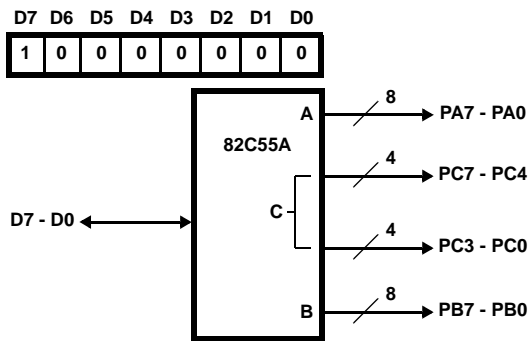 D7 D6 D5 D4 D3 D2 D1 D0
1 0 0 0 0 0 0 0
8
A PA7 - PA0
82C55A
4
PC7 - PC4
C
D7 - D0
4
PC3 - PC0
8
B PB7 - PB0